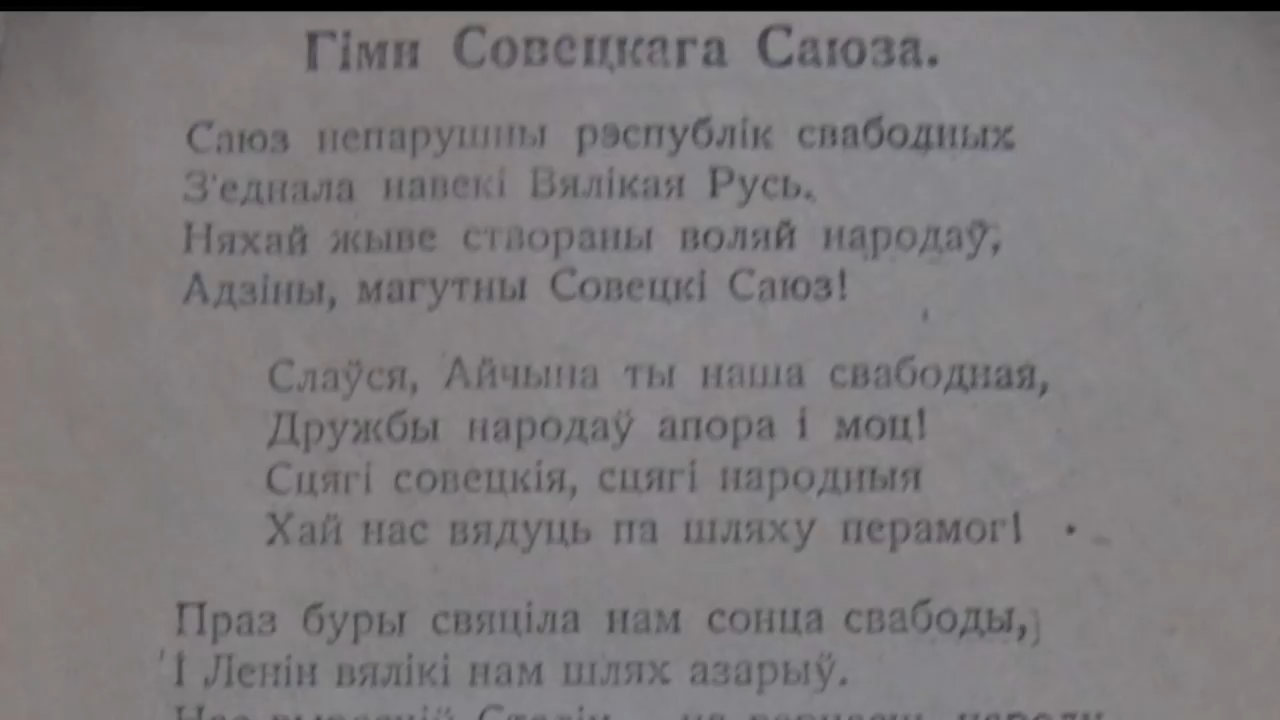 Гімн Совецкага Саюза.
Саюз непарушны рэспублік свабодных
З'еднала навекі Вялікая Русь.
Няхай жыве створаны воляй народаў,
Адзіны, магутны Совецкі Саюз!
Слаўся, Айчына ты наша свабодная,
Дружбы народаў апора і моц!
Сцягі совецкія, сцягі народныя
Хай нас вядуць па шляху перамог!
Праз буры свяціла нам сонца свабоды,
І Ленін вялікі нам шлях азарыў.